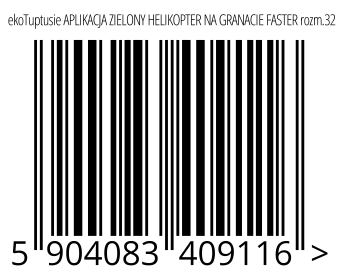 ekoTuptusie APLIKACJA ZIELONY HELIKOPTER NA GRANACIE FASTER rozm.32
5 904083 409116 >